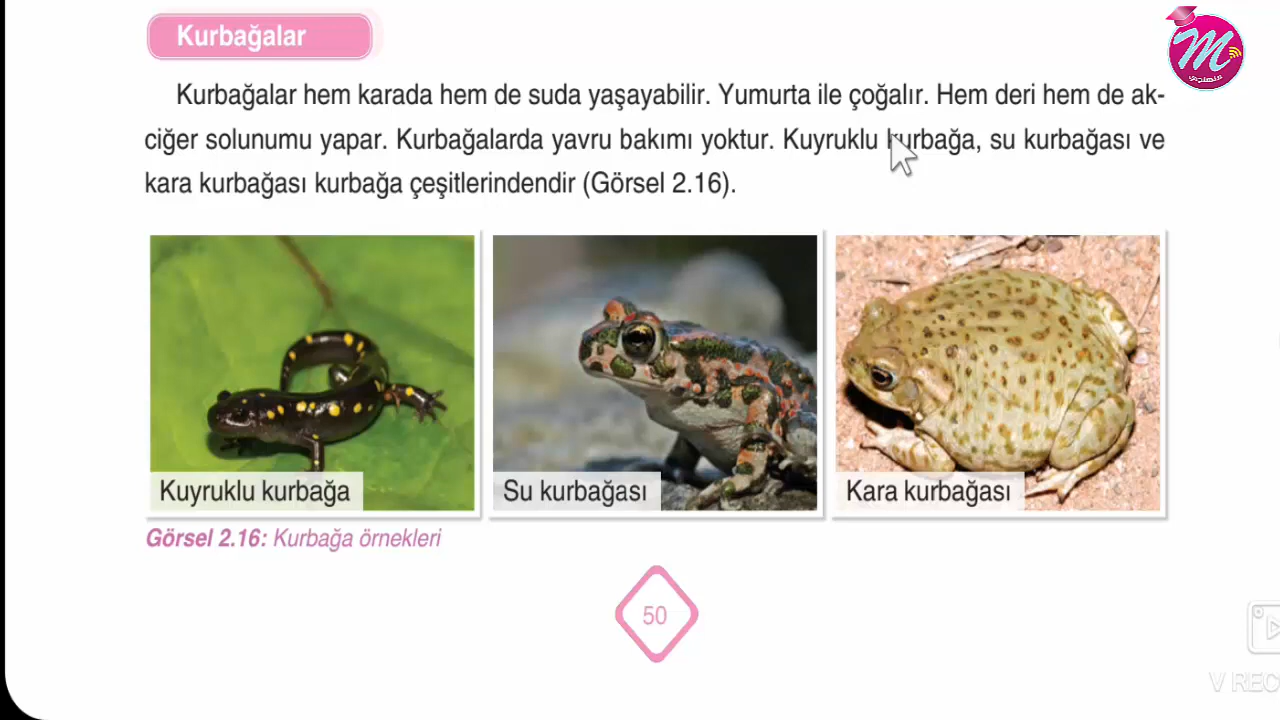 Kurbağalar
Kurbağalar hem karada hem de suda yaşayabilir. Yumurta ile çoğalır. Hem deri hem de ak-
ciğer solunumu yapar. Kurbağalarda yavru bakımı yoktur. Kuyruklu kurbağa, su kurbağası ve
kara kurbağası kurbağa çeşitlerindendir (Görsel 2.16).
Kuyruklu kurbağa
Su kurbağası
Kara kurbağası
Görsel 2.16: Kurbağa örnekleri
50
V REC